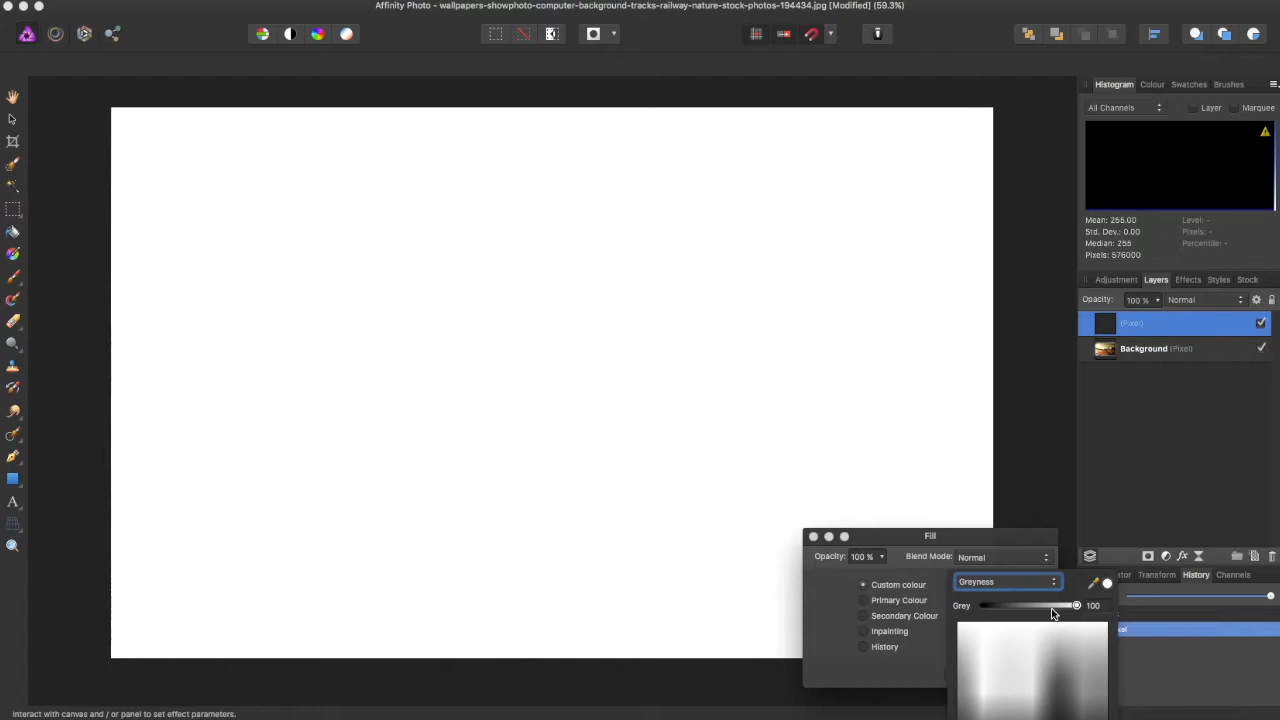 Affinity Photo - wallpapers-showphoto-computer-background-tracks-railway-nature-stock-photos-194434.jpg [Modified] (59.3%)
Histogram Colour Swatches Brushes
All Channels Layer Marquee
Mean: 255.00 Level: -
Std. Dev.: 0.00 Pixels: -
Median: 255 Percentile: -
Pixels: 576000
Adjustment Layers Effects Styles Stock
Opacity: 100 % Normal
(Pixel)
Background (Pixel)
Fill
Opacity: 100 % Blend Mode: Normal
tor Transform History Channels
Custom colour Greyness
Primary Colour Grey 100
Secondary Colour
Inpainting xel
History
A
Interact with canvas and / or panel to set effect parameters.